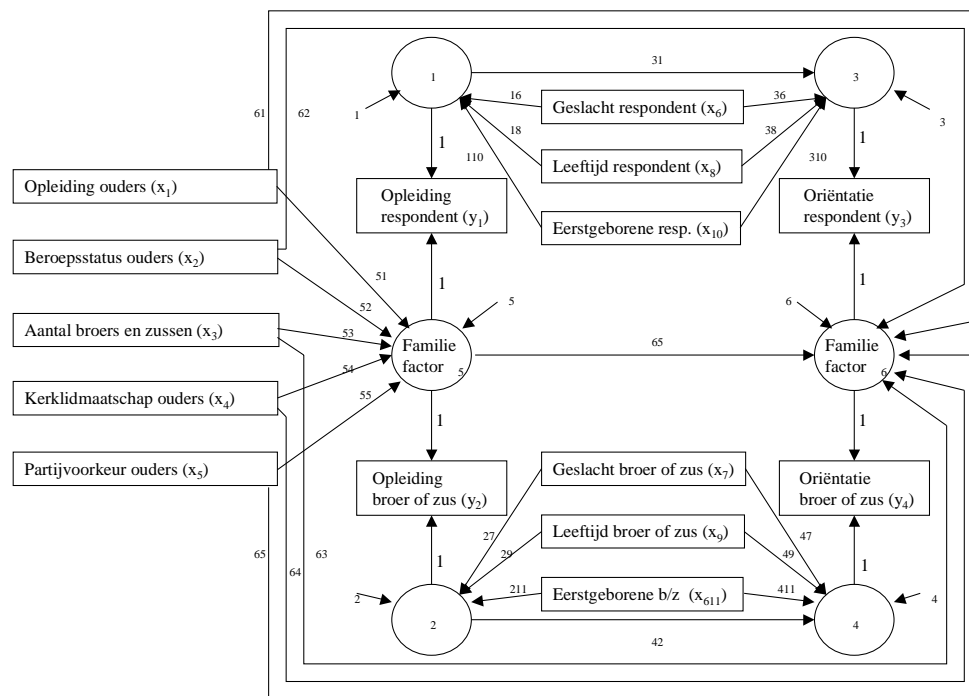 1
31
3
16
Geslacht respondent (x6)
36
61
62
1
18
38
3
1
110
Leeftijd respondent (x8)
310
1
Opleiding ouders (x1)
Opleiding
respondent (y1)
Eerstgeborene resp. (x10)
Oriëntatie
respondent (y3)
Beroepsstatus ouders (x2)
51
1
1
52
5
6
Aantal broers en zussen (x3)
53
Familie
factor
5
65
Familie
factor
6
54
Kerklidmaatschap ouders (x4)
55
1
1
Partijvoorkeur ouders (x5)
Opleiding
broer of zus (y2)
Geslacht broer of zus (x7)
Oriëntatie
broer of zus (y4)
27
47
65
63
64
1
29
Leeftijd broer of zus (x9)
49
1
2
211
Eerstgeborene b/z (x611)
411
4
2
42
4